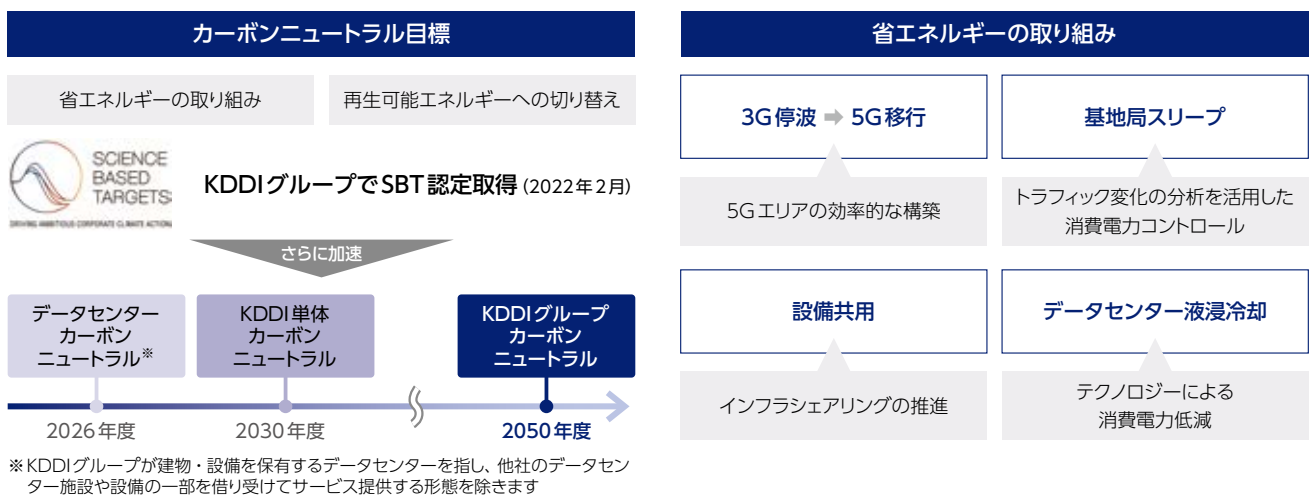 カーボンニュートラル目標
省エネルギーの取り組み
再生可能エネルギーへの切り替え
SCIENCE
BASED
TARGETS
DRIVING AMBITIOUS CORPORATE CLIMATE ACTION
KDDIグループでSBT認定取得(2022年2月)
さらに加速
データセンター
カーボン
ニュートラル※
KDDI単体
カーボン
ニュートラル
KDDIグループ
カーボン
ニュートラル
2026年度
2030年度
2050年度
※KDDIグループが建物・設備を保有するデータセンターを指し、他社のデータセン
ター施設や設備の一部を借り受けてサービス提供する形態を除きます
省エネルギーの取り組み
3G停波 ➡ 5G移行
5Gエリアの効率的な構築
基地局スリープ
トラフィック変化の分析を活用した
消費電力コントロール
設備共用
インフラシェアリングの推進
データセンター液浸冷却
テクノロジーによる
消費電力低減